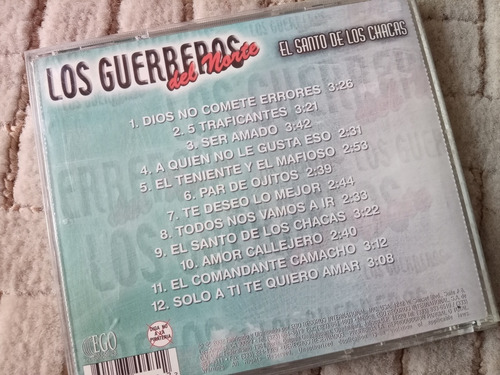 LOS GUERREROS
del Norte
EL SANTO DE LOS CHACAS
1. DIOS NO COMETE ERRORES 3:26
2. 5 TRAFICANTES 3:21
3. SER AMADO 3:42
4. A QUIEN NO LE GUSTA ESO 2:31
5. EL TENIENTE Y EL MAFIOSO 2:53
6. PAR DE OJITOS 2:39
7. TE DESEO LO MEJOR 2:44
8. TODOS NOS VAMOS A IR 2:33
9. EL SANTO DE LOS CHACAS 3:22
10. AMOR CALLEJERO 2:40
11. EL COMANDANTE CAMACHO 3:12
12. SOLO A TI TE QUIERO AMAR 3:08
EGO
DIGA NO
A LA
PIRATERIA